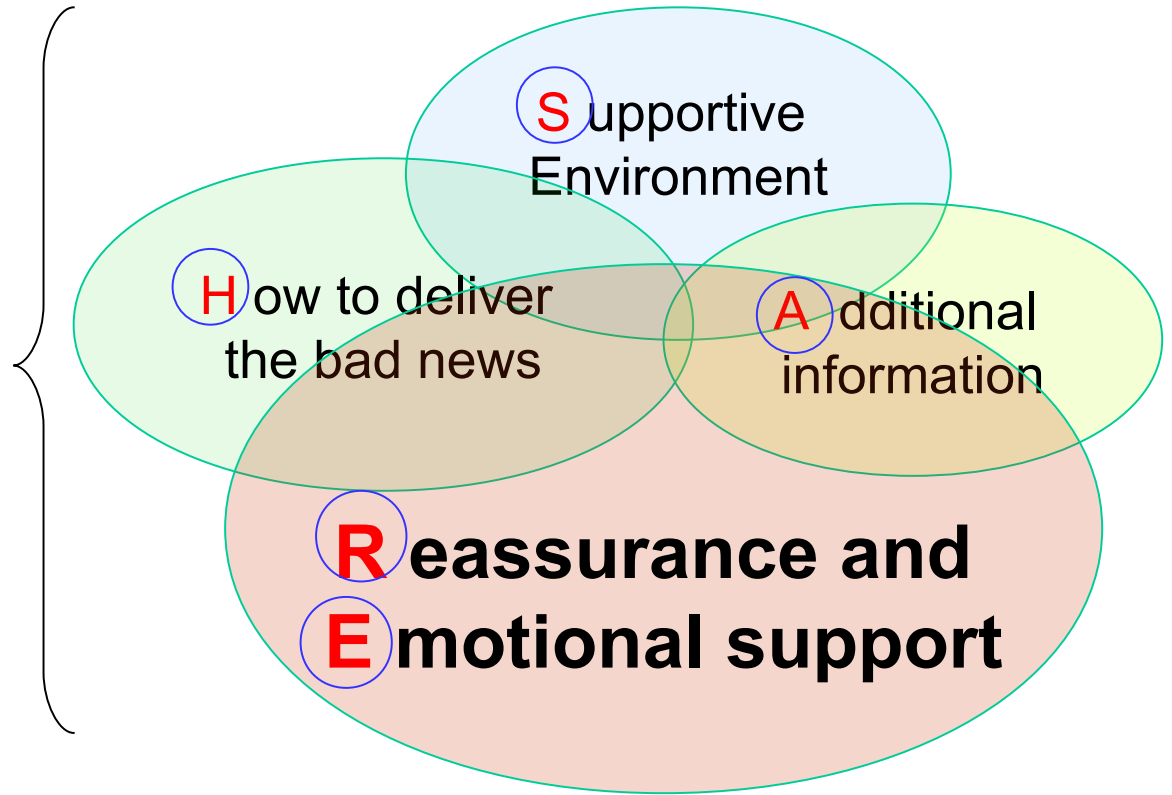 Supportive
Environment
How to deliver
the bad news
Additional
information
Reassurance and
Emotional support